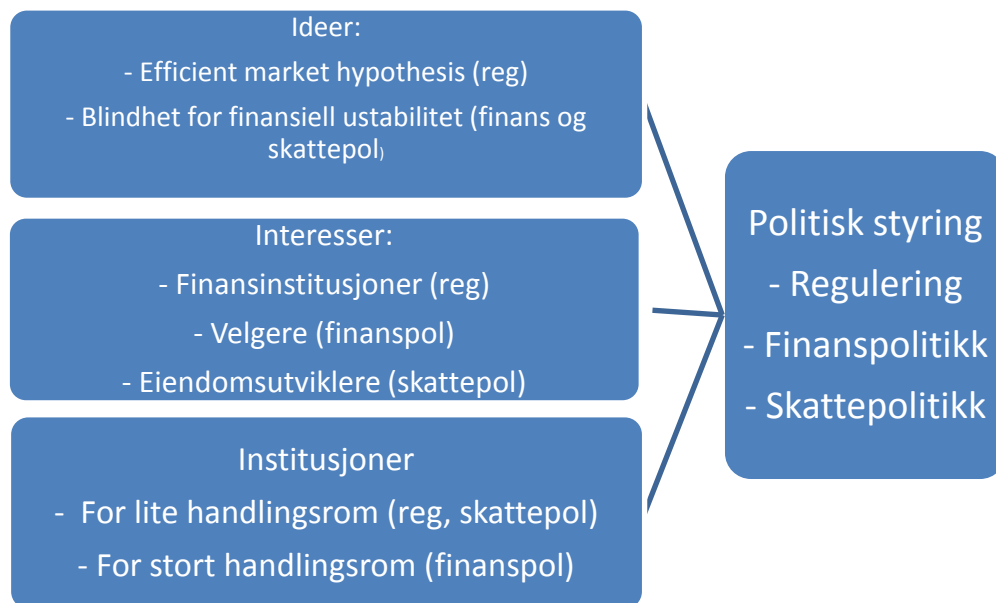 Ideer:
- Efficient market hypothesis (reg)
- Blindhet for finansiell ustabilitet (finans og
skattepol)
Interesser:
- Finansinstitusjoner (reg)
- Velgere (finanspol)
- Eiendomsutviklere (skattepol)
Institusjoner
- For lite handlingsrom (reg, skattepol)
- For stort handlingsrom (finanspol)
Politisk styring
- Regulering
- Finanspolitikk
- Skattepolitikk